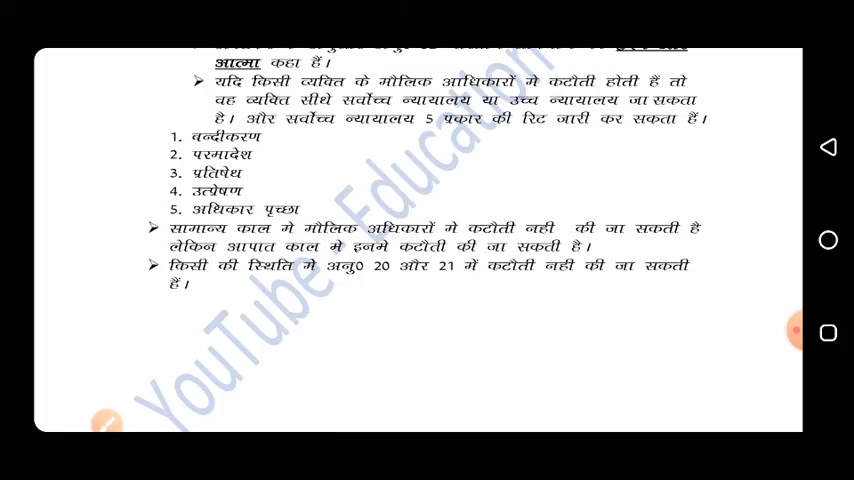 आत्मा कहा हैं।
➢ यदि किसी व्यक्ति के मौलिक आधिकारों मे कटौती होती हैं तो
वह व्यक्ति सीधे सर्वोच्च न्यायालय या उच्च न्यायालय जा सकता
है। और सर्वोच्च न्यायालय 5 प्रकार की रिट जारी कर सकता हैं।
1. बन्दीकरण
2. परमादेश
3. प्रतिषेध
4. उत्प्रेषण
5. अधिकार पृच्छा
➢ सामान्य काल मे मौलिक अधिकारों मे कटौती नही की जा सकती है
लेकिन आपात काल मे इनमे कटौती की जा सकती है।
➢ किसी की स्थिति मे अनु0 20 और 21 में कटौती नही की जा सकती
हैं।
YouTube - Education